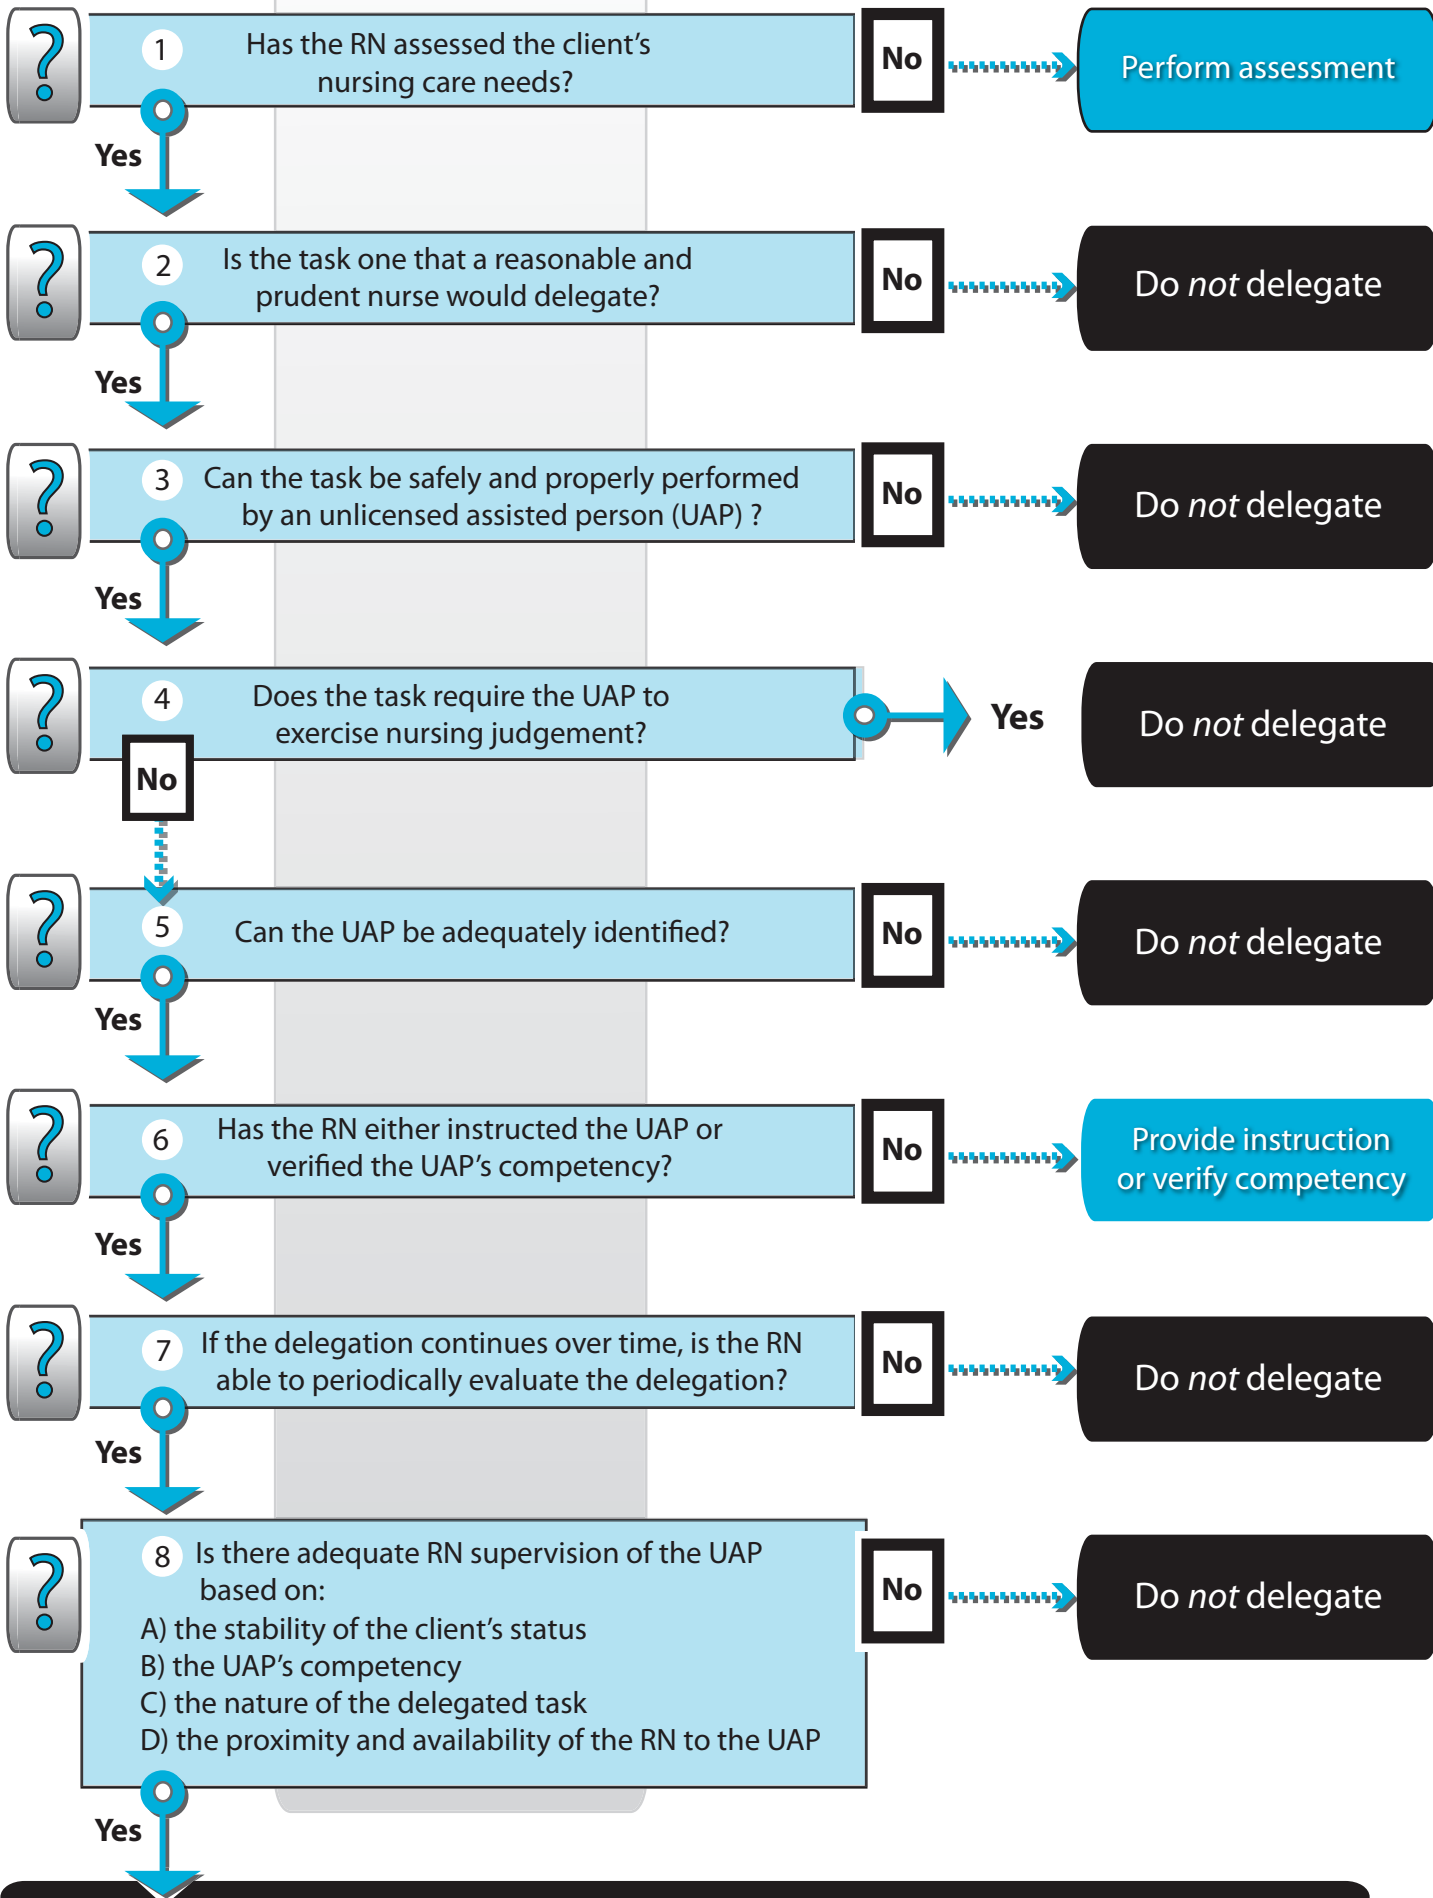 ?
1
Has the RN assessed the client's
nursing care needs?
No
Perform assessment
Yes
?
2
Is the task one that a reasonable and
prudent nurse would delegate?
No
Do not delegate
Yes
?
3
Can the task be safely and properly performed
by an unlicensed assisted person (UAP) ?
No
Do not delegate
Yes
?
4
Does the task require the UAP to
exercise nursing judgement?
Yes
Do not delegate
No
?
5
Can the UAP be adequately identified?
No
Do not delegate
Yes
?
6
Has the RN either instructed the UAP or
verified the UAP's competency?
No
Provide instruction
or verify competency
Yes
?
7
If the delegation continues over time, is the RN
able to periodically evaluate the delegation?
No
Do not delegate
Yes
?
8
Is there adequate RN supervision of the UAP
based on:
A) the stability of the client's status
B) the UAP's competency
C) the nature of the delegated task
D) the proximity and availability of the RN to the UAP
No
Do not delegate
Yes